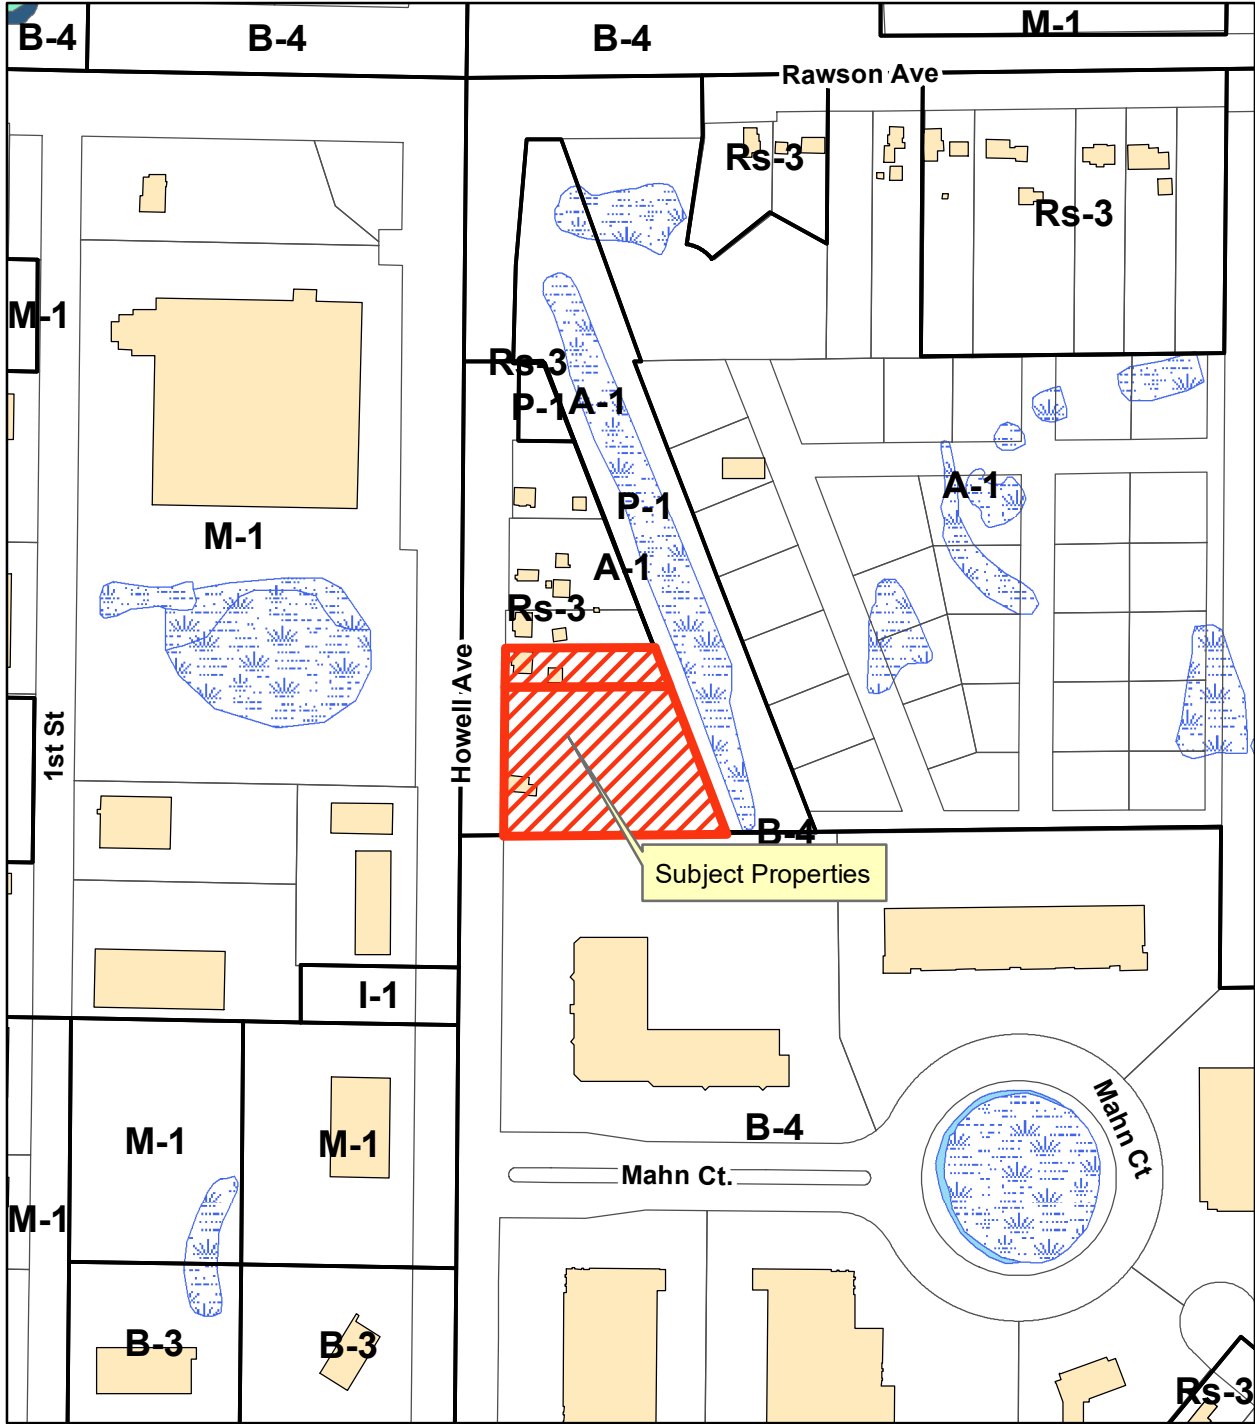 B-4
B-4
B-4
M-1
Rawson Ave
Rs-3
Rs-3
M-1
Rs-3
P-1
A-1
A-1
P-1
M-1
A-1
Rs-3
Howell Ave
1st St
B-4
Subject Properties
I-1
Mahn Ct
M-1
M-1
B-4
Mahn Ct.
M-1
B-3
B-3
Rs-3